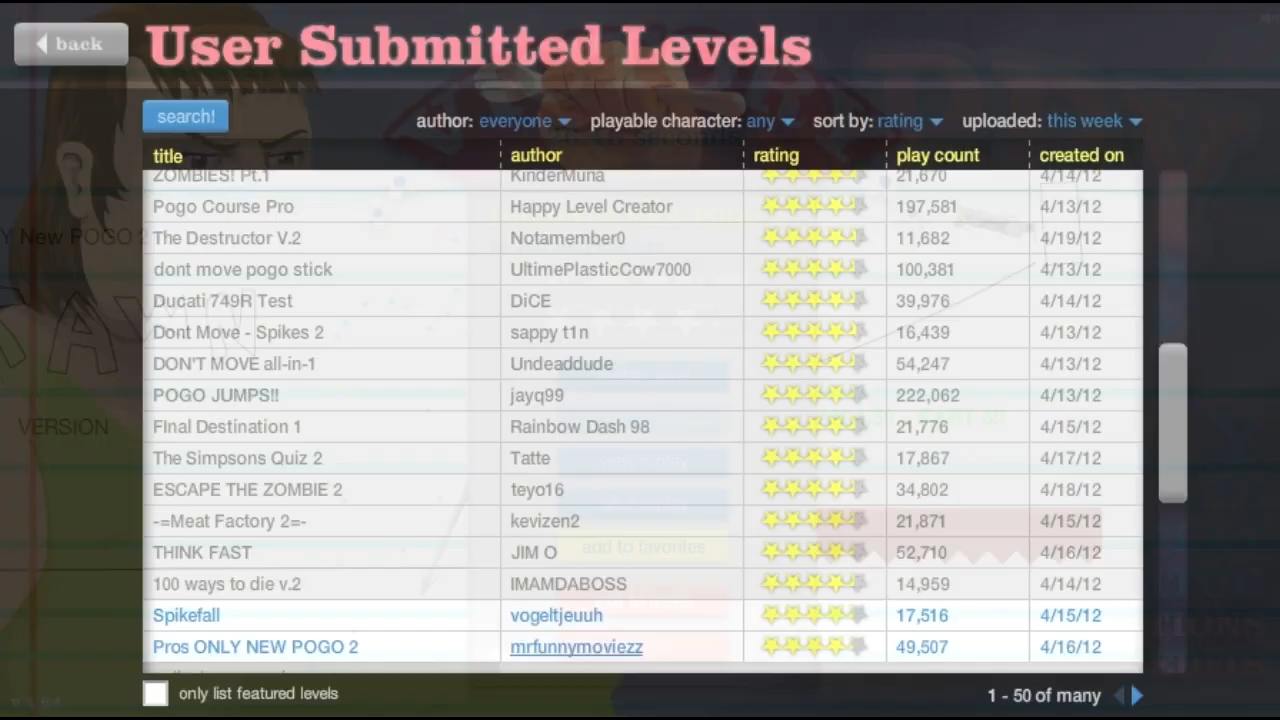 back
User Submitted Levels
search!
author: everyone playable character: any sort by: rating uploaded: this week
title author rating play count created on
ZOMBIES! Pt.1 KinderMuna 21,670 4/14/12
Pogo Course Pro Happy Level Creator 197,581 4/13/12
The Destructor V.2 Notamember0 11,682 4/19/12
dont move pogo stick UltimePlasticCow7000 100,381 4/13/12
Ducati 749R Test DiCE 39,976 4/14/12
Dont Move - Spikes 2 sappy t1n 16,439 4/13/12
DON'T MOVE all-in-1 Undeaddude 54,247 4/13/12
POGO JUMPS!! jayq99 222,062 4/13/12
FInal Destination 1 Rainbow Dash 98 21,776 4/15/12
The Simpsons Quiz 2 Tatte 17,867 4/17/12
ESCAPE THE ZOMBIE 2 teyo16 34,802 4/18/12
-=Meat Factory 2=- kevizen2 21,871 4/15/12
THINK FAST JIM O 52,710 4/16/12
add to favorites
100 ways to die v.2 IMAMDABOSS 14,959 4/14/12
Spikefall vogeltjeuuh 17,516 4/15/12
Pros ONLY NEW POGO 2 mrfunnymoviezz 49,507 4/16/12
only list featured levels 1 - 50 of many
Y New POGO 2
VERSION